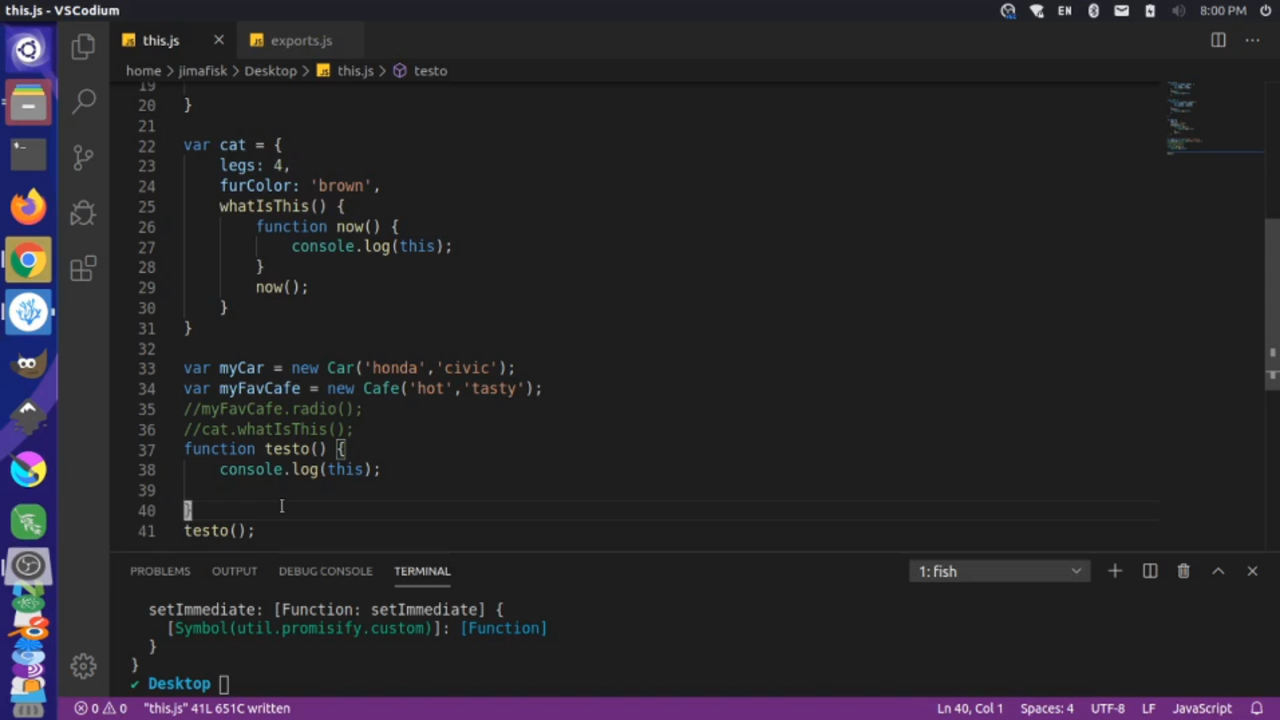 this.js - VSCodium
EN 8:00 PM
this.js exports.js
home > jimafisk > Desktop > this.js > testo
19
20 }
21
22 var cat = {
23 legs: 4,
24 furColor: 'brown',
25 whatIsThis() {
26 function now() {
27 console.log(this);
28 }
29 now();
30 }
31 }
32
33 var myCar = new Car('honda','civic');
34 var myFavCafe = new Cafe('hot','tasty');
35 //myFavCafe.radio();
36 //cat.whatIsThis();
37 function testo() {
38 console.log(this);
39
40 }
41 testo();
PROBLEMS OUTPUT DEBUG CONSOLE TERMINAL 1: fish
setImmediate: [Function: setImmediate] {
[Symbol(util.promisify.custom)]: [Function]
}
}
✔ Desktop
0 0 "this.js" 41L 651C written Ln 40, Col 1 Spaces: 4 UTF-8 LF JavaScript